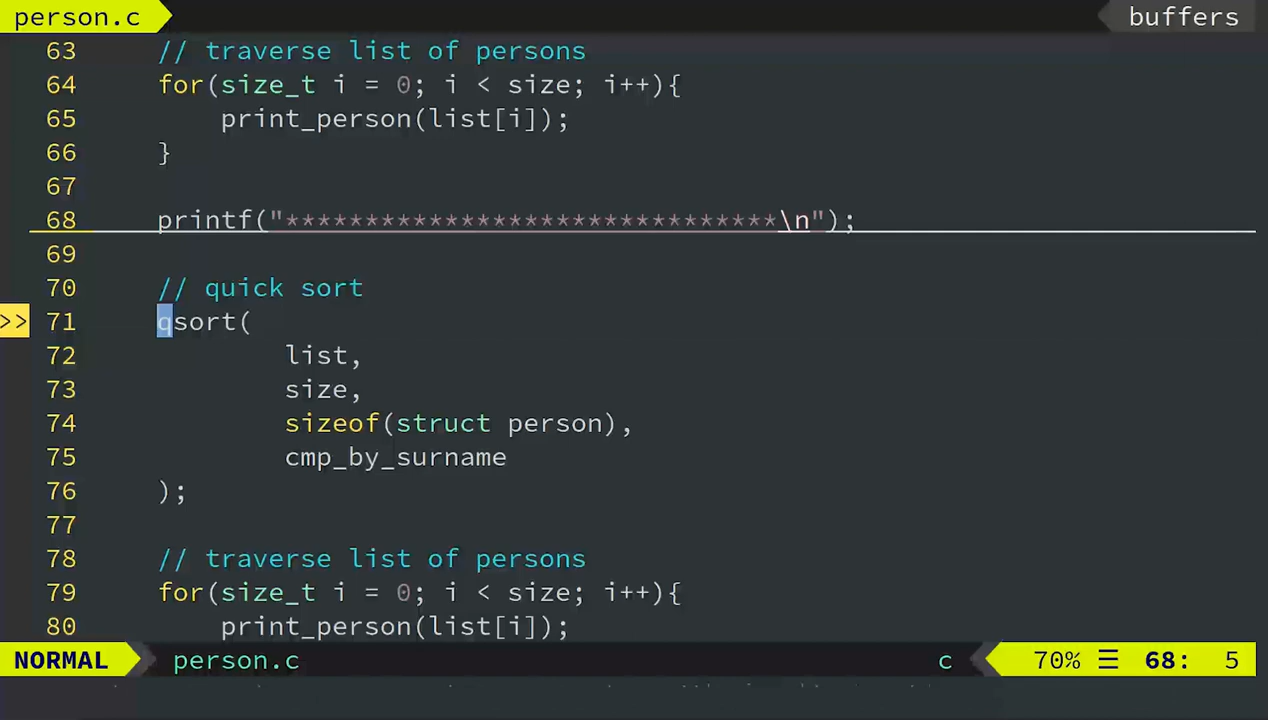 person.c buffers
63 // traverse list of persons
64 for(size_t i = 0; i < size; i++){
65 print_person(list[i]);
66 }
67
68 printf("*******************************\n");
69
70 // quick sort
>> 71 qsort(
72 list,
73 size,
74 sizeof(struct person),
75 cmp_by_surname
76 );
77
78 // traverse list of persons
79 for(size_t i = 0; i < size; i++){
80 print_person(list[i]);
NORMAL person.c c 70% ☰ 68: 5